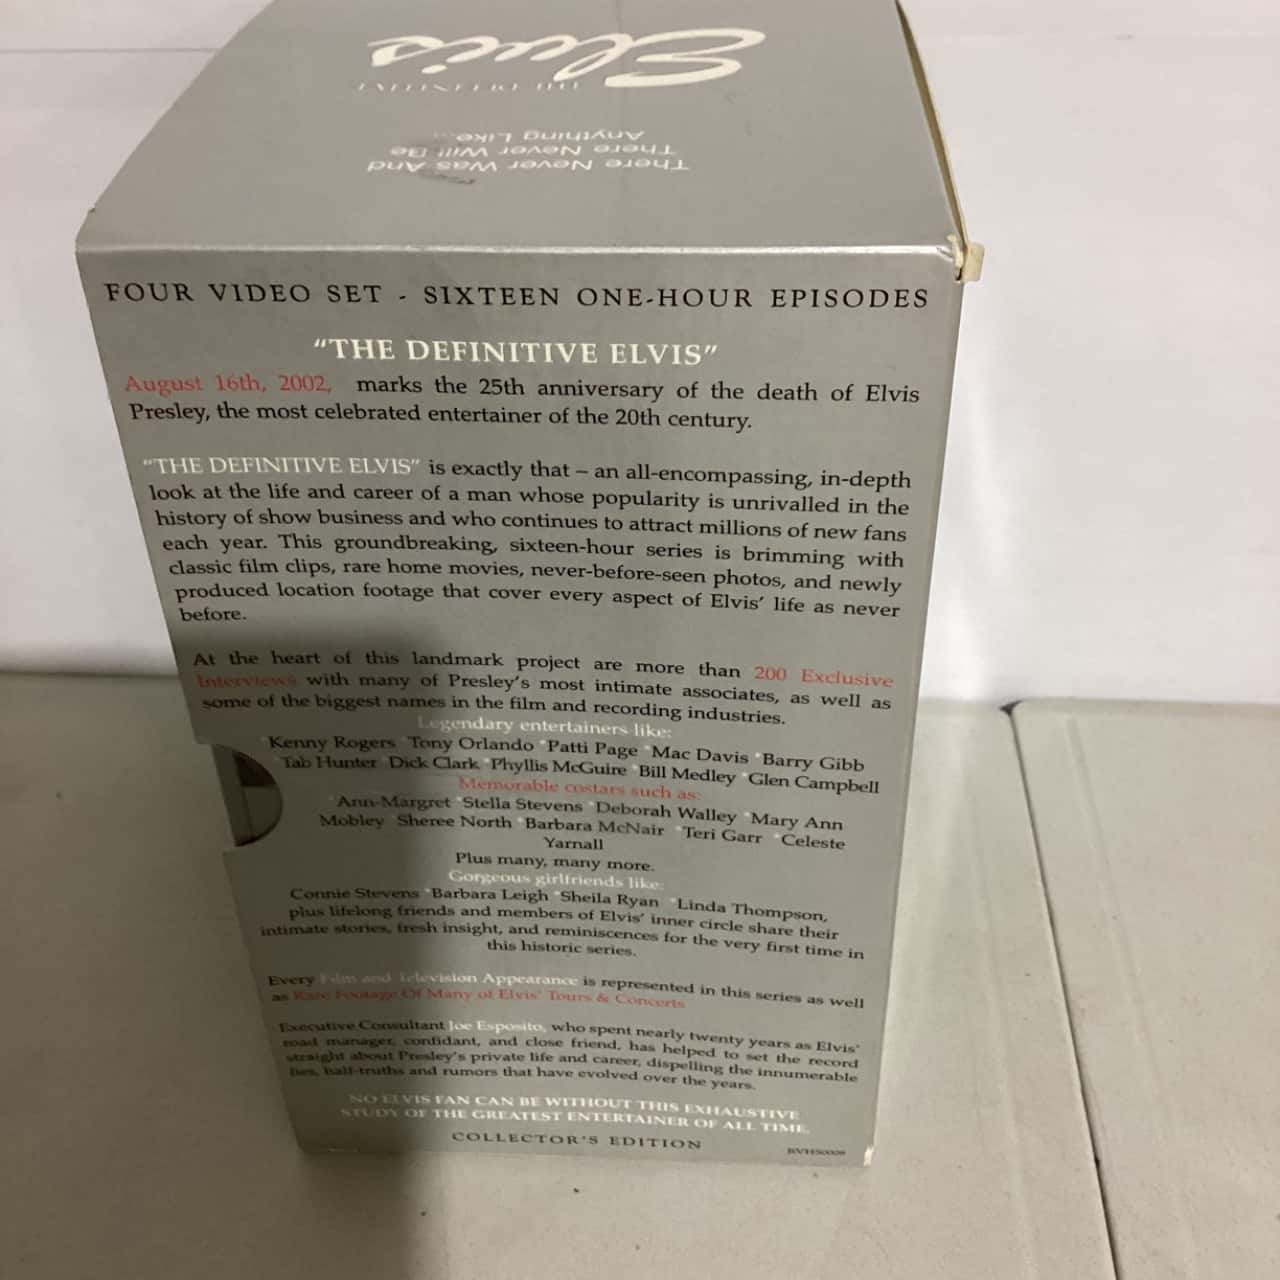 Elvis
THE DEFINITIVE
There Never Was And
There Never Will Be
Anything Like...
FOUR VIDEO SET - SIXTEEN ONE-HOUR EPISODES
"THE DEFINITIVE ELVIS"
August 16th, 2002, marks the 25th anniversary of the death of Elvis
Presley, the most celebrated entertainer of the 20th century.
"THE DEFINITIVE ELVIS" is exactly that – an all-encompassing, in-depth
look at the life and career of a man whose popularity is unrivalled in the
history of show business and who continues to attract millions of new fans
each year. This groundbreaking, sixteen-hour series is brimming with
classic film clips, rare home movies, never-before-seen photos, and newly
produced location footage that cover every aspect of Elvis' life as never
before.
At the heart of this landmark project are more than 200 Exclusive
Interviews with many of Presley's most intimate associates, as well as
some of the biggest names in the film and recording industries.
Legendary entertainers like:
*Kenny Rogers *Tony Orlando *Patti Page *Mac Davis *Barry Gibb
*Tab Hunter *Dick Clark *Phyllis McGuire *Bill Medley *Glen Campbell
Memorable costars such as:
*Ann-Margret *Stella Stevens *Deborah Walley *Mary Ann
Mobley *Sheree North *Barbara McNair *Teri Garr *Celeste
Yarnall
Plus many, many more.
Gorgeous girlfriends like:
Connie Stevens *Barbara Leigh *Sheila Ryan *Linda Thompson,
plus lifelong friends and members of Elvis' inner circle share their
intimate stories, fresh insight, and reminiscences for the very first time in
this historic series.
Every Film and Television Appearance is represented in this series as well
as Rare Footage Of Many of Elvis' Tours & Concerts
Executive Consultant Joe Esposito, who spent nearly twenty years as Elvis'
road manager, confidant, and close friend, has helped to set the record
straight about Presley's private life and career, dispelling the innumerable
lies, half-truths and rumors that have evolved over the years.
NO ELVIS FAN CAN BE WITHOUT THIS EXHAUSTIVE
STUDY OF THE GREATEST ENTERTAINER OF ALL TIME.
COLLECTOR'S EDITION